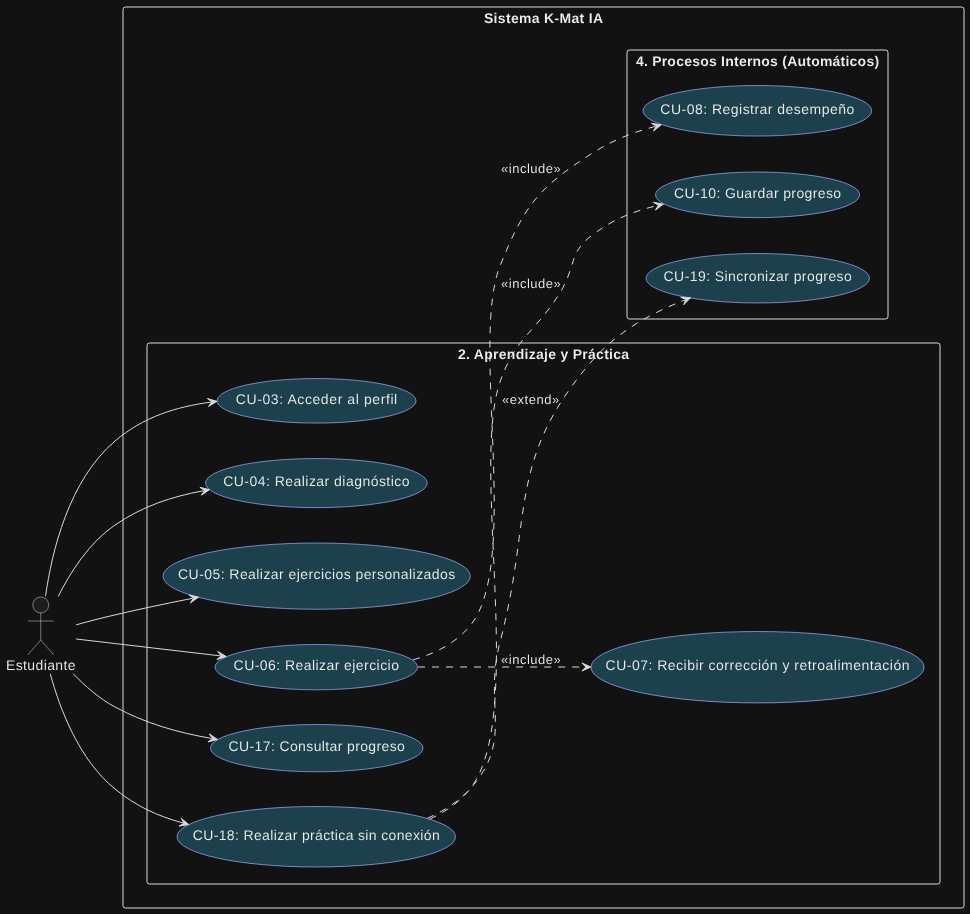 Sistema K-Mat IA
4. Procesos Internos (Automáticos)
CU-08: Registrar desempeño
«include»
CU-10: Guardar progreso
CU-19: Sincronizar progreso
«include»
2. Aprendizaje y Práctica
CU-03: Acceder al perfil
«extend»
CU-04: Realizar diagnóstico
CU-05: Realizar ejercicios personalizados
Estudiante
CU-06: Realizar ejercicio
«include»
CU-07: Recibir corrección y retroalimentación
CU-17: Consultar progreso
CU-18: Realizar práctica sin conexión